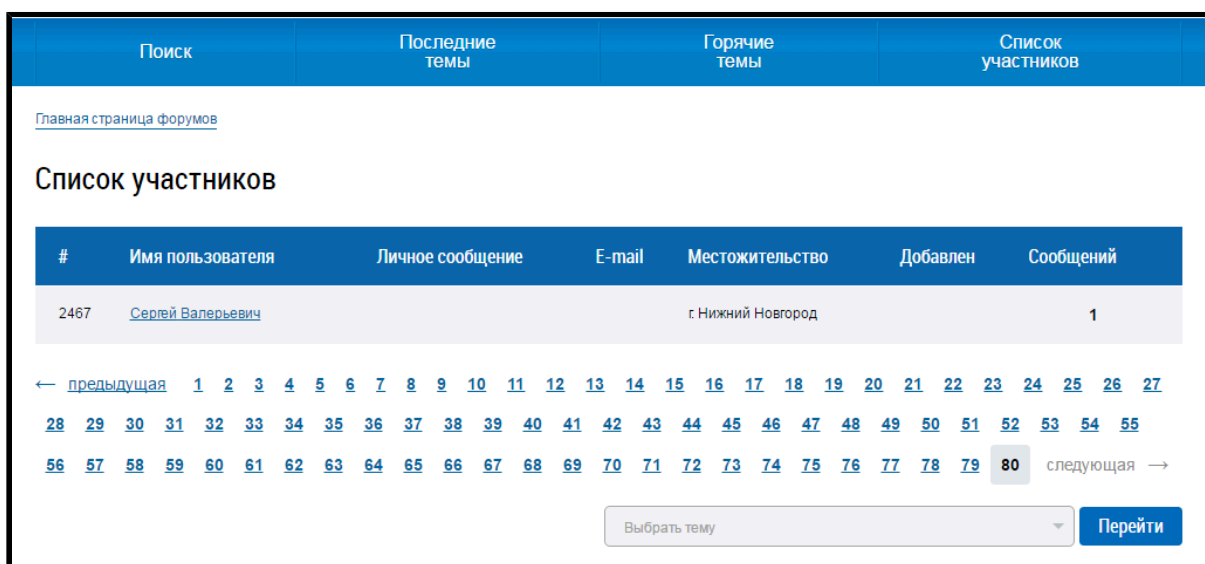 Поиск
Последние темы
Горячие темы
Список участников
Главная страница форумов
Список участников
# Имя пользователя Личное сообщение E-mail Местожительство Добавлен Сообщений
2467 Сергей Валерьевич г. Нижний Новгород 1
← предыдущая 1 2 3 4 5 6 7 8 9 10 11 12 13 14 15 16 17 18 19 20 21 22 23 24 25 26 27
28 29 30 31 32 33 34 35 36 37 38 39 40 41 42 43 44 45 46 47 48 49 50 51 52 53 54 55
56 57 58 59 60 61 62 63 64 65 66 67 68 69 70 71 72 73 74 75 76 77 78 79 80 следующая →
Выбрать тему Перейти